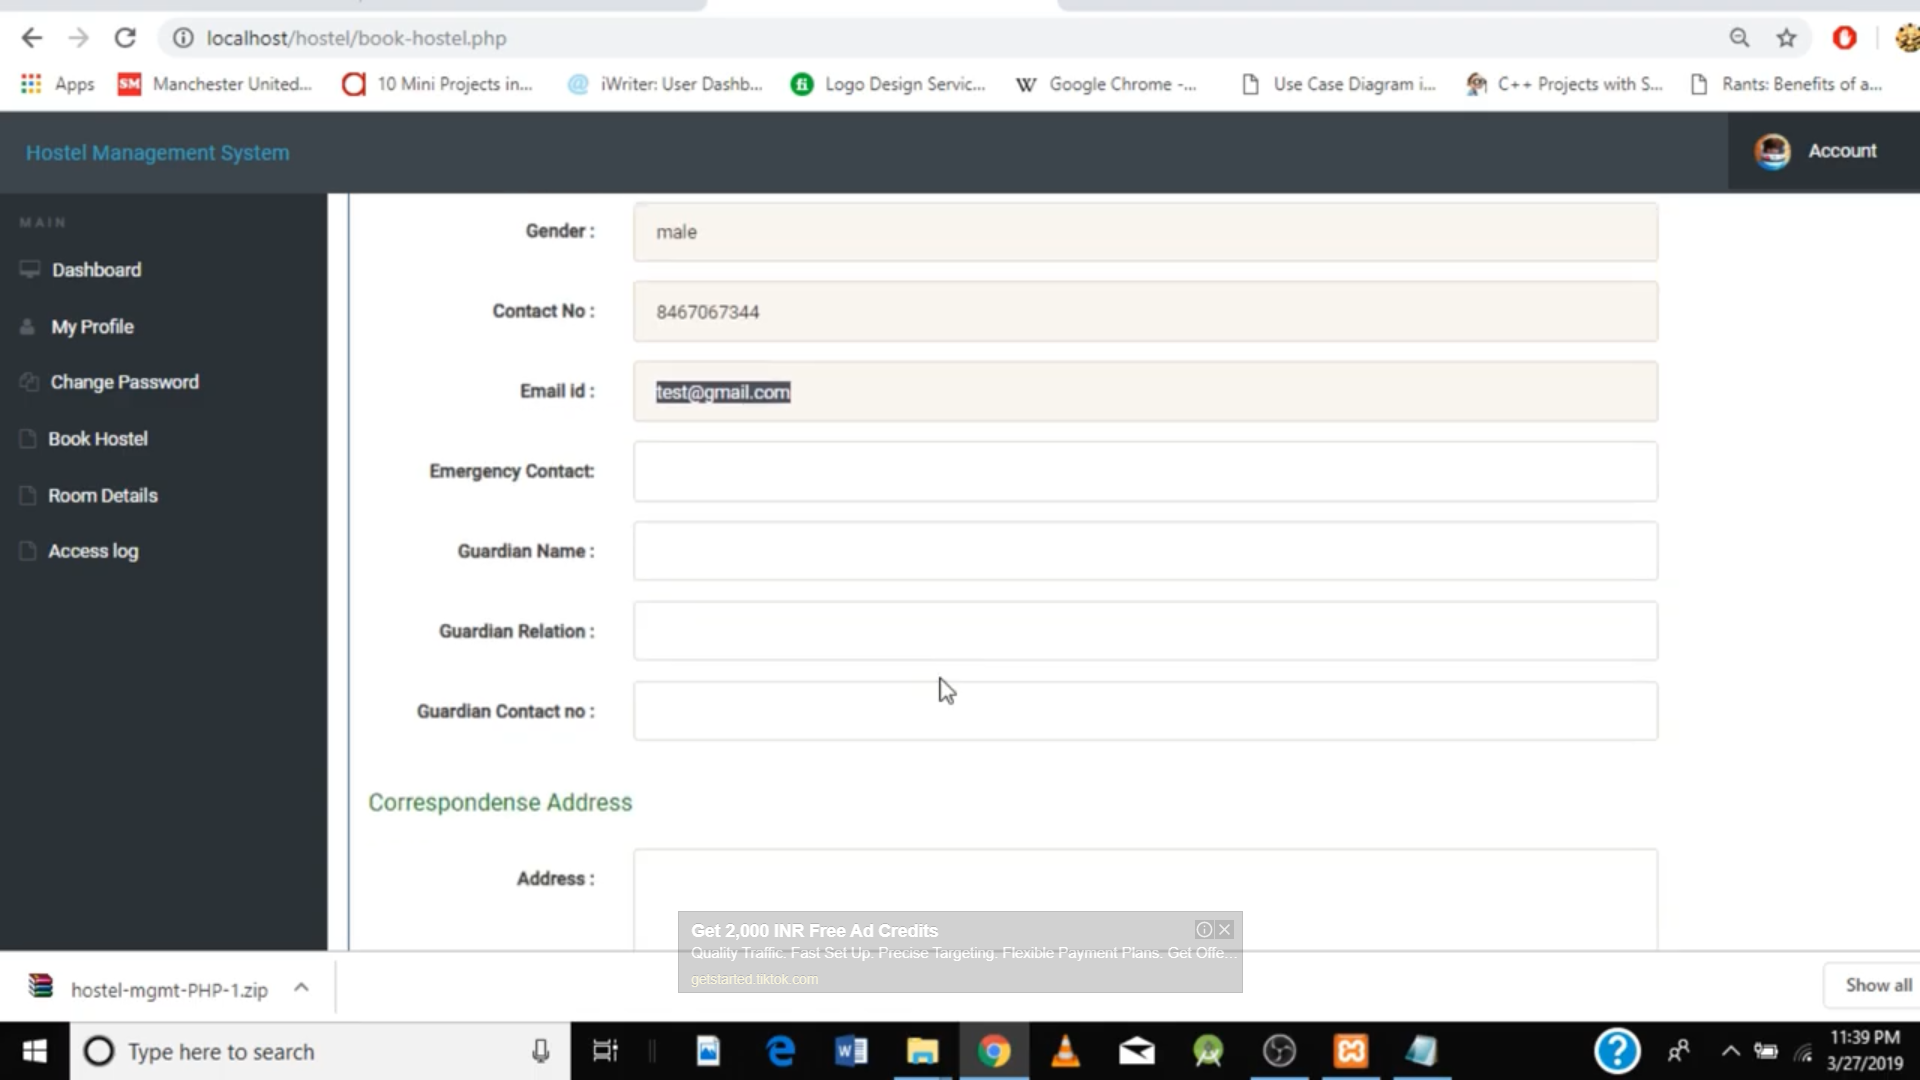 localhost/hostel/book-hostel.php
Apps
SM Manchester United...
10 Mini Projects in...
@ iWriter: User Dashb...
fi Logo Design Servic...
W Google Chrome -...
Use Case Diagram i...
C++ Projects with S...
Rants: Benefits of a...
Hostel Management System
Account
MAIN
Dashboard
My Profile
Change Password
Book Hostel
Room Details
Access log
Gender : male
Contact No : 8467067344
Email id : test@gmail.com
Emergency Contact:
Guardian Name :
Guardian Relation :
Guardian Contact no :
Correspondense Address
Address :
Get 2,000 INR Free Ad Credits
Quality Traffic. Fast Set Up. Precise Targeting. Flexible Payment Plans. Get Offe...
getstarted.tiktok.com
hostel-mgmt-PHP-1.zip
Show all
Type here to search
11:39 PM
3/27/2019